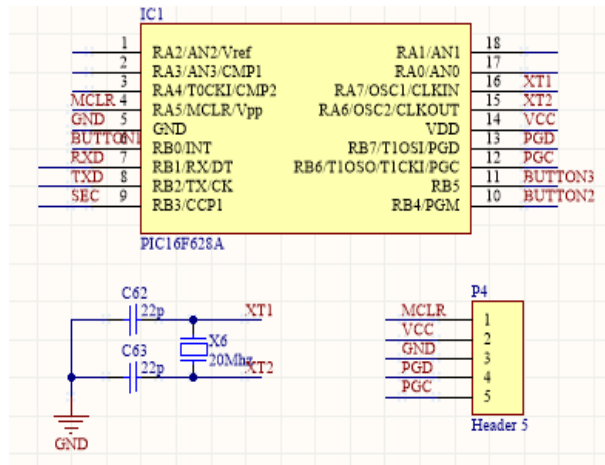 IC1
1 RA2/AN2/Vref RA1/AN1 18
2 RA3/AN3/CMP1 RA0/AN0 17
3 RA4/T0CKI/CMP2 RA7/OSC1/CLKIN 16 XT1
MCLR 4 RA5/MCLR/Vpp RA6/OSC2/CLKOUT 15 XT2
GND 5 GND VDD 14 VCC
BUTTON1 6 RB0/INT RB7/T1OSI/PGD 13 PGD
RXD 7 RB1/RX/DT RB6/T1OSO/T1CKI/PGC 12 PGC
TXD 8 RB2/TX/CK RB5 11 BUTTON3
SEC 9 RB3/CCP1 RB4/PGM 10 BUTTON2
PIC16F628A
C62
22p
XT1
X6
20Mhz
C63
22p
XT2
GND
P4
MCLR 1
VCC 2
GND 3
PGD 4
PGC 5
Header 5